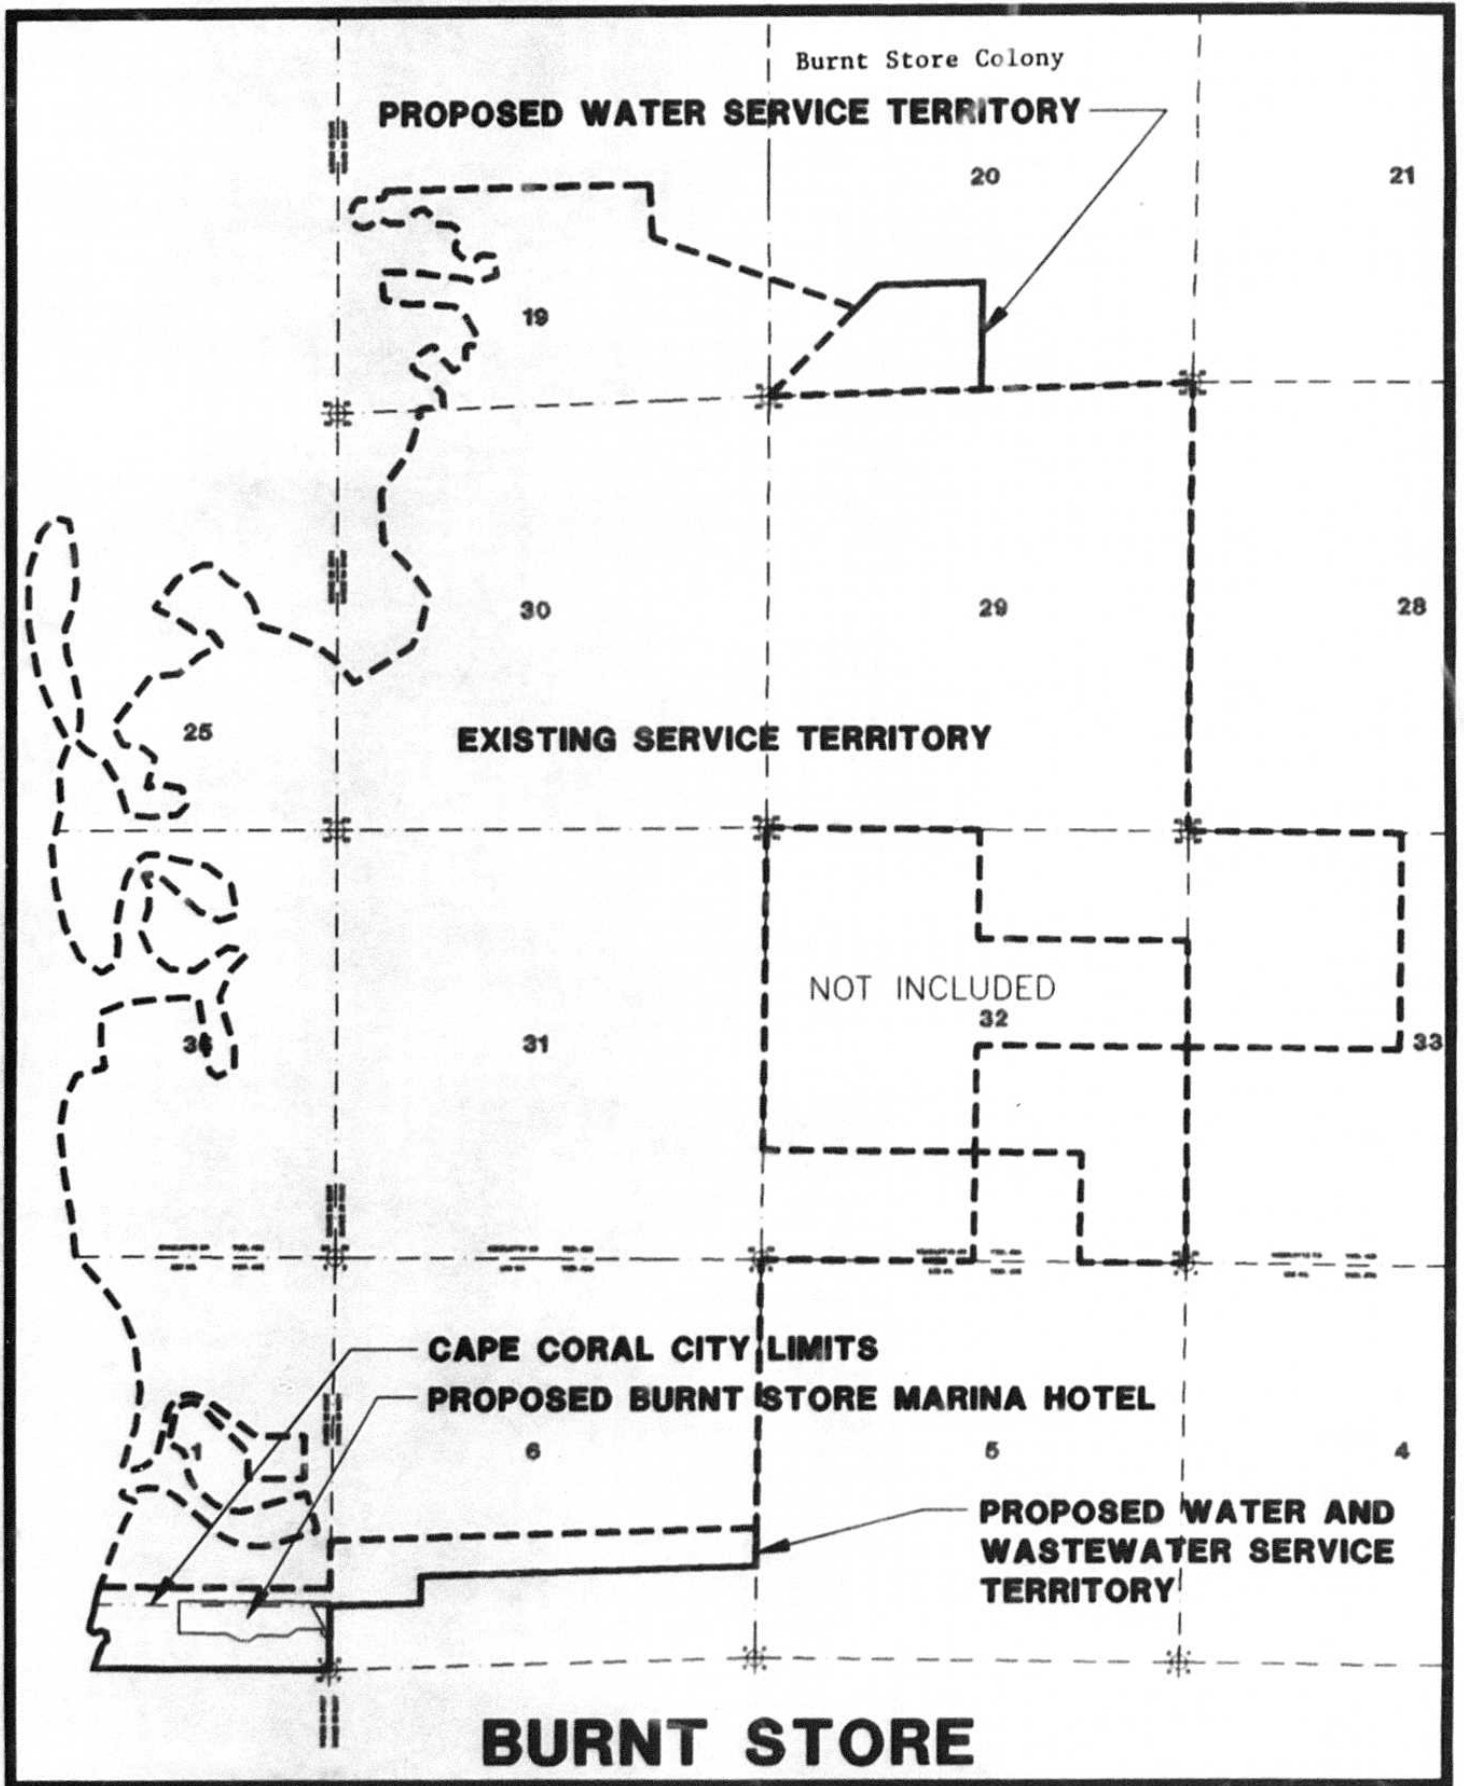 Burnt Store Colony
PROPOSED WATER SERVICE TERRITORY
20
21
19
30
29
28
25
EXISTING SERVICE TERRITORY
NOT INCLUDED
32
36
31
33
CAPE CORAL CITY LIMITS
PROPOSED BURNT STORE MARINA HOTEL
1
6
5
4
PROPOSED WATER AND
WASTEWATER SERVICE
TERRITORY
BURNT STORE